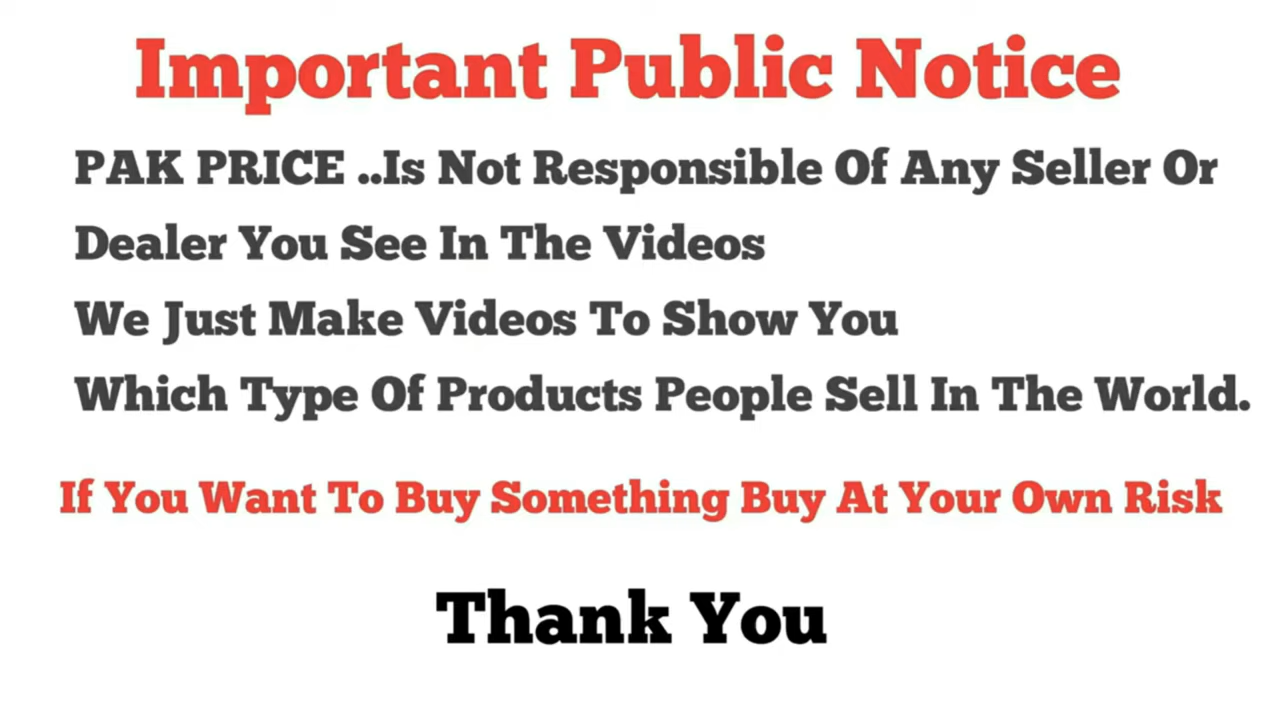 Important Public Notice
PAK PRICE ..Is Not Responsible Of Any Seller Or
Dealer You See In The Videos
We Just Make Videos To Show You
Which Type Of Products People Sell In The World.
If You Want To Buy Something Buy At Your Own Risk
Thank You